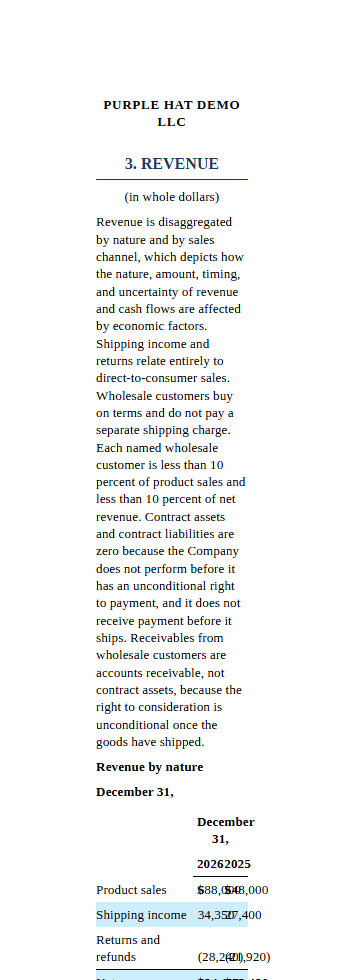 PURPLE HAT DEMO
LLC
3. REVENUE
(in whole dollars)
Revenue is disaggregated
by nature and by sales
channel, which depicts how
the nature, amount, timing,
and uncertainty of revenue
and cash flows are affected
by economic factors.
Shipping income and
returns relate entirely to
direct-to-consumer sales.
Wholesale customers buy
on terms and do not pay a
separate shipping charge.
Each named wholesale
customer is less than 10
percent of product sales and
less than 10 percent of net
revenue. Contract assets
and contract liabilities are
zero because the Company
does not perform before it
has an unconditional right
to payment, and it does not
receive payment before it
ships. Receivables from
wholesale customers are
accounts receivable, not
contract assets, because the
right to consideration is
unconditional once the
goods have shipped.
Revenue by nature
December 31,
December
31,
2026 2025
Product sales
Shipping income
Returns and
refunds